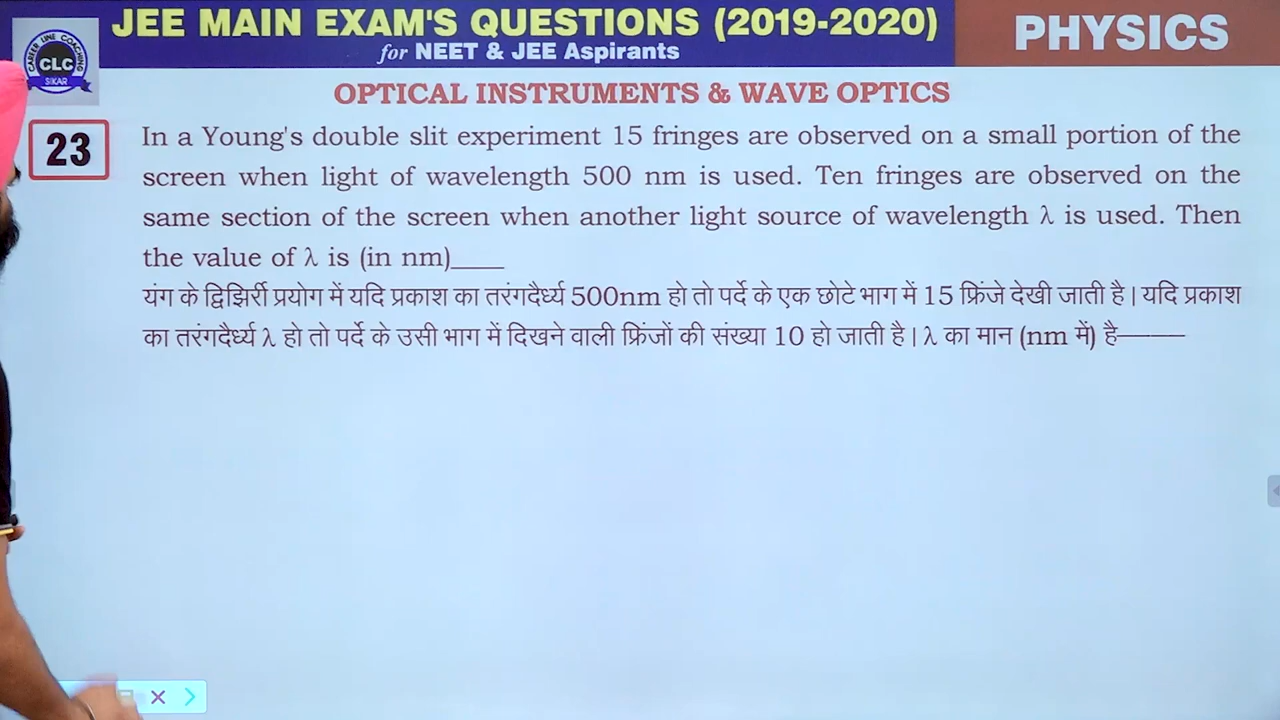 JEE MAIN EXAM'S QUESTIONS (2019-2020)
for NEET & JEE Aspirants
PHYSICS
CAREER LINE COACHING
CLC
SIKAR
OPTICAL INSTRUMENTS & WAVE OPTICS
23
In a Young's double slit experiment 15 fringes are observed on a small portion of the
screen when light of wavelength 500 nm is used. Ten fringes are observed on the
same section of the screen when another light source of wavelength λ is used. Then
the value of λ is (in nm)____
यंग के द्विझिर्री प्रयोग में यदि प्रकाश का तरंगदैर्ध्य 500nm हो तो पर्दे के एक छोटे भाग में 15 फ्रिंजे देखी जाती है। यदि प्रकाश
का तरंगदैर्ध्य λ हो तो पर्दे के उसी भाग में दिखने वाली फ्रिंजों की संख्या 10 हो जाती है। λ का मान (nm में) है——